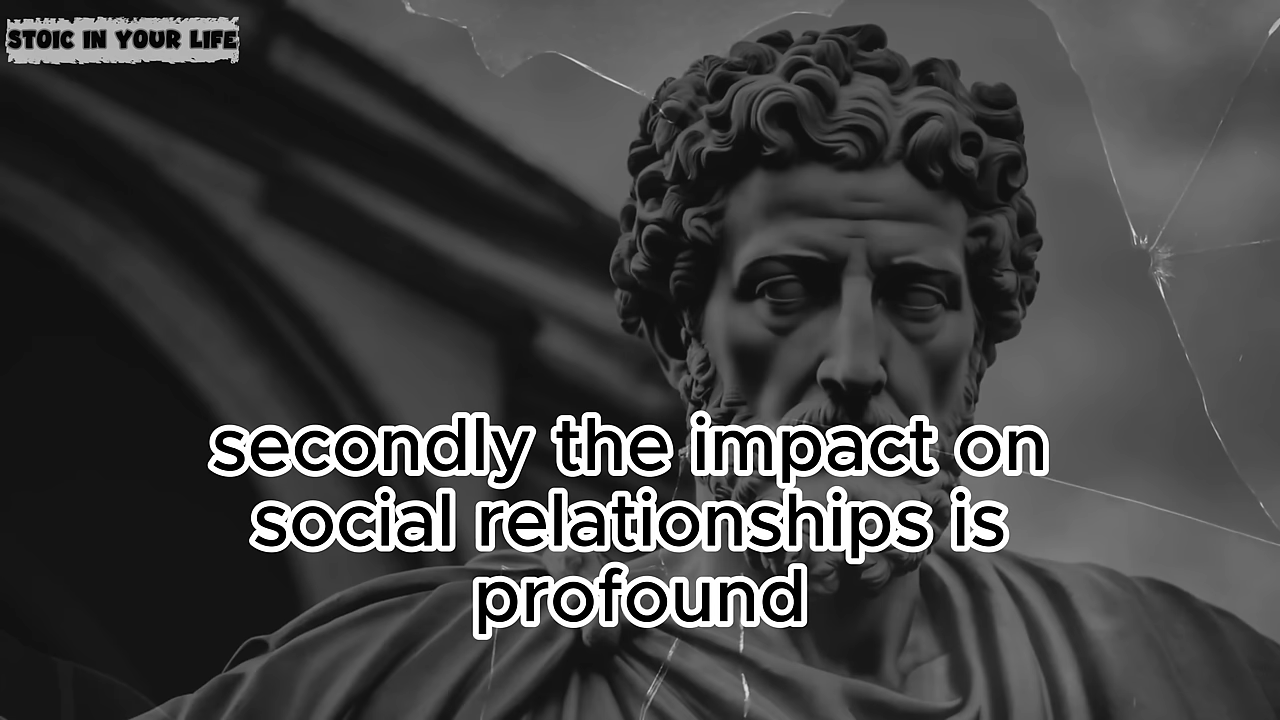 STOIC IN YOUR LIFE
secondly the impact on
social relationships is
profound